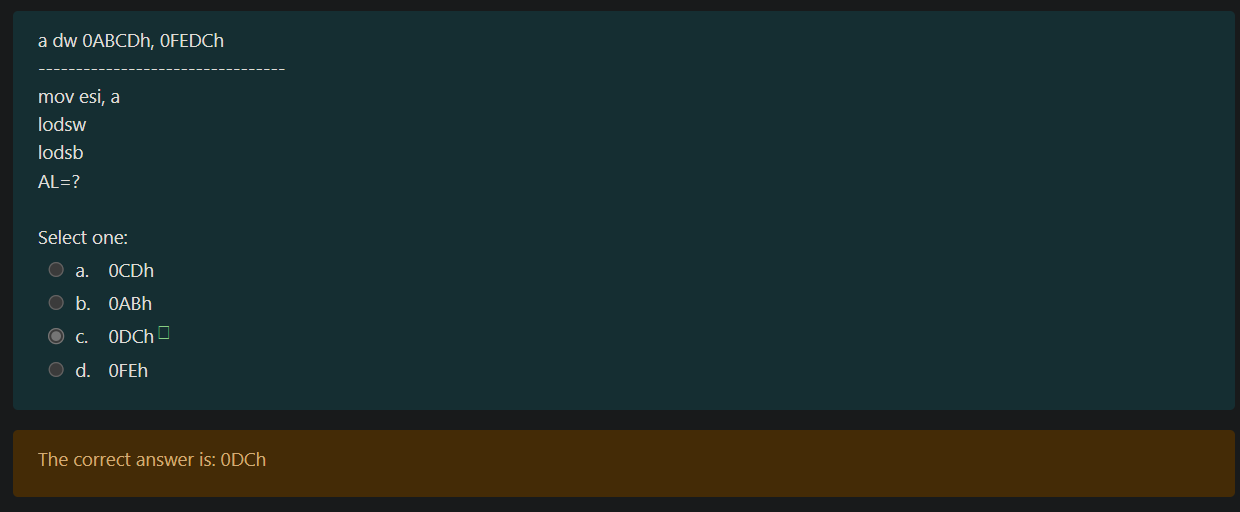 a dw 0ABCDh, 0FEDCh
---------------------------------
mov esi, a
lodsw
lodsb
AL=?
Select one:
a. 0CDh
b. 0ABh
c. 0DCh
d. 0FEh
The correct answer is: 0DCh